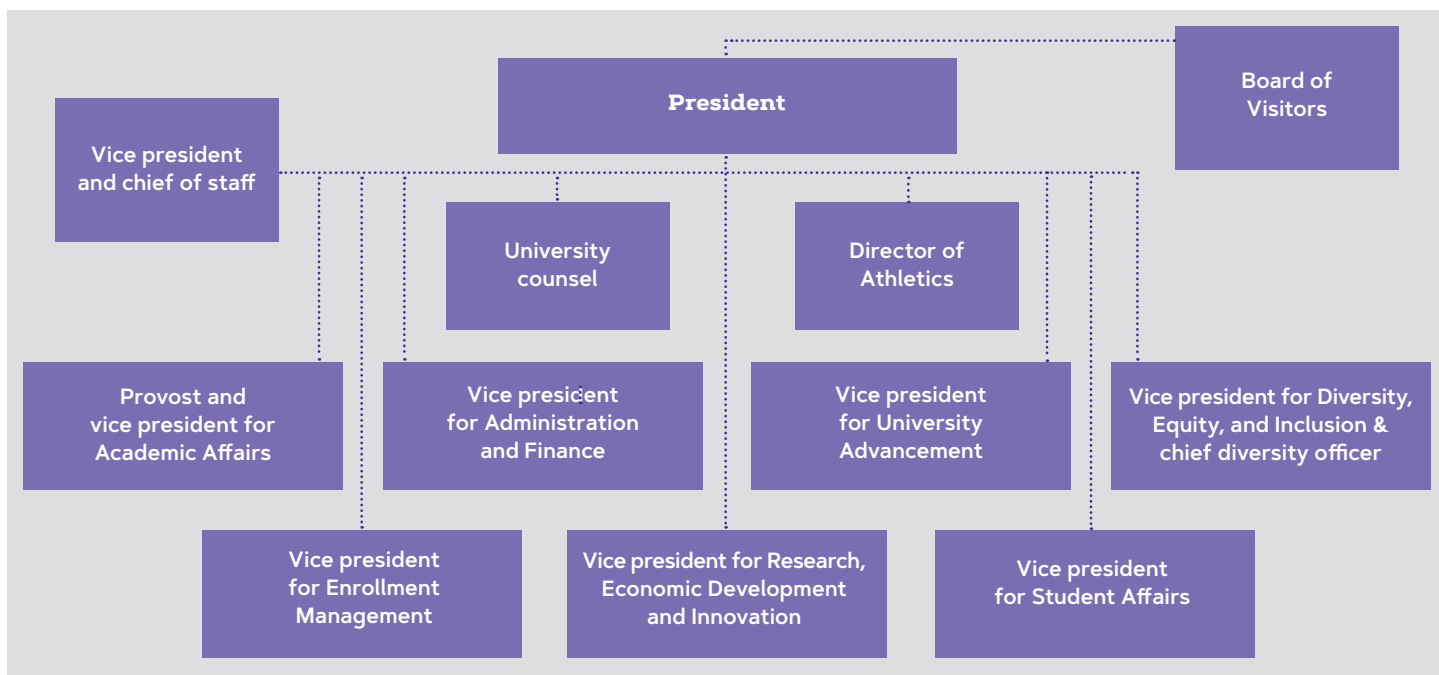 President
Board of
Visitors
Vice president
and chief of staff
University
counsel
Director of
Athletics
Provost and
vice president for
Academic Affairs
Vice president
for Administration
and Finance
Vice president
for University
Advancement
Vice president for Diversity,
Equity, and Inclusion &
chief diversity officer
Vice president
for Enrollment
Management
Vice president for Research,
Economic Development
and Innovation
Vice president
for Student Affairs